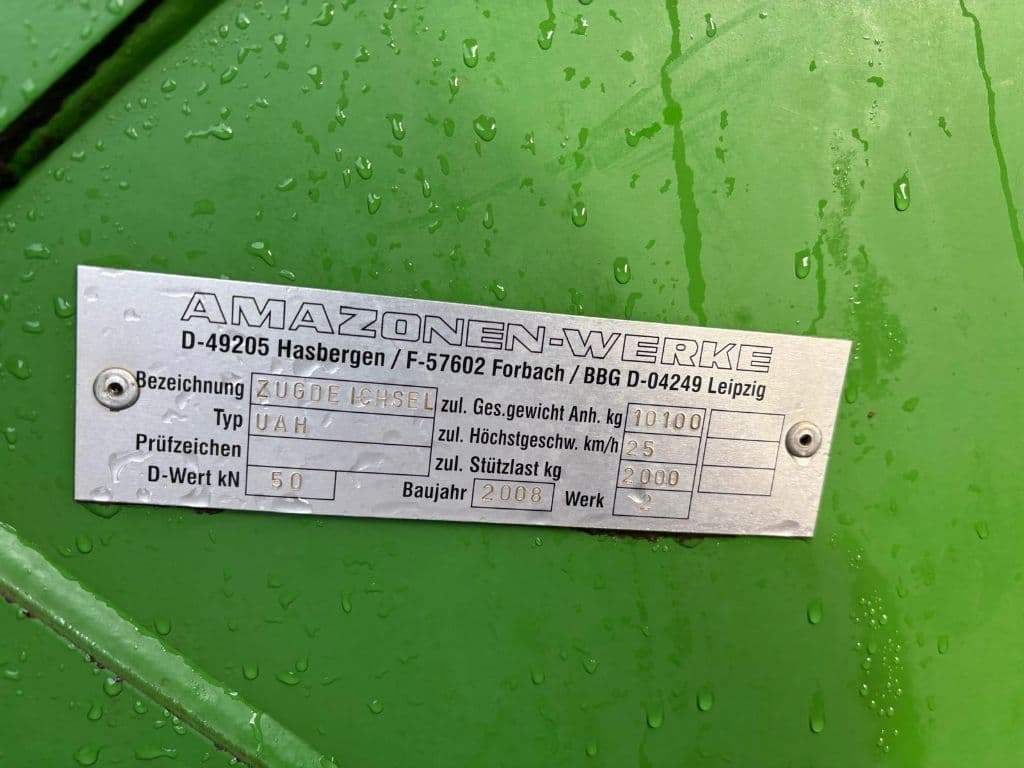 AMAZONEN-WERKE
D-49205 Hasbergen / F-57602 Forbach / BBG D-04249 Leipzig
Bezeichnung ZUGDEICHSEL zul. Ges.gewicht Anh. kg 10100
Typ UAH zul. Höchstgeschw. km/h 25
Prüfzeichen zul. Stützlast kg 2000
D-Wert kN 50 Baujahr 2008 Werk 2